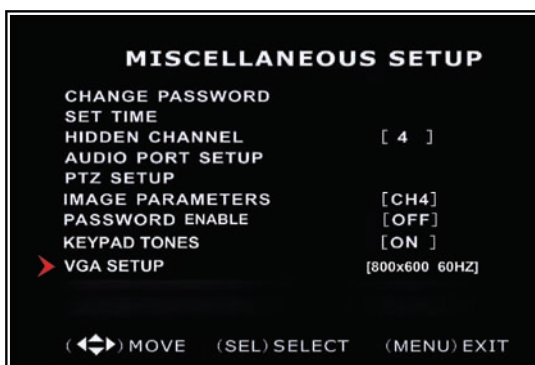 MISCELLANEOUS SETUP
CHANGE PASSWORD
SET TIME
HIDDEN CHANNEL [ 4 ]
AUDIO PORT SETUP
PTZ SETUP
IMAGE PARAMETERS [CH4]
PASSWORD ENABLE [OFF]
KEYPAD TONES [ON ]
VGA SETUP [800x600 60HZ]
( ) MOVE (SEL) SELECT (MENU) EXIT